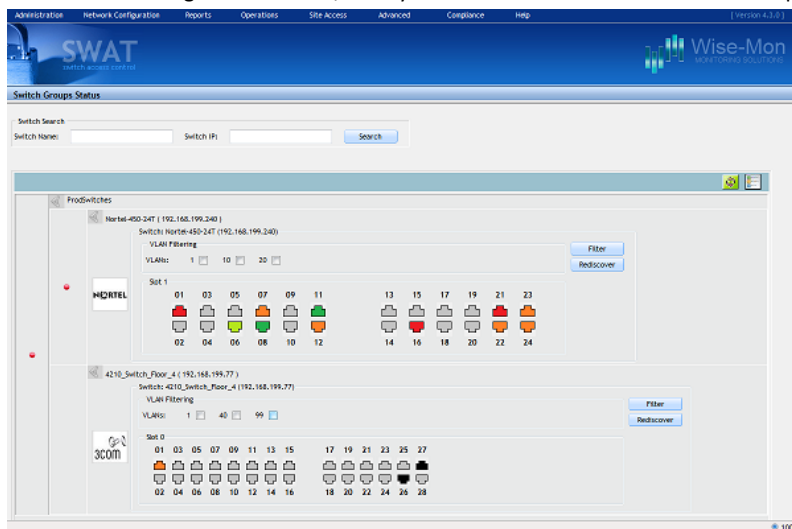 Administration Network Configuration Reports Operations Site Access Advanced Compliance Help [ Version 4.3.0 ]
SWAT
switch access control
Wise-Mon
MONITORING SOLUTIONS
Switch Groups Status
Switch Search
Switch Name: Switch IP: Search
ProdSwitches
Nortel-450-24T ( 192.168.199.240 )
Switch: Nortel-450-24T (192.168.199.240)
VLAN Filtering
VLANs: 1 10 20
Filter
Rediscover
Slot 1
NORTEL
01 03 05 07 09 11 13 15 17 19 21 23
02 04 06 08 10 12 14 16 18 20 22 24
4210_Switch_Floor_4 ( 192.168.199.77 )
Switch: 4210_Switch_Floor_4 (192.168.199.77)
VLAN Filtering
VLANs: 1 40 99
Filter
Rediscover
Slot 0
3com
01 03 05 07 09 11 13 15 17 19 21 23 25 27
02 04 06 08 10 12 14 16 18 20 22 24 26 28